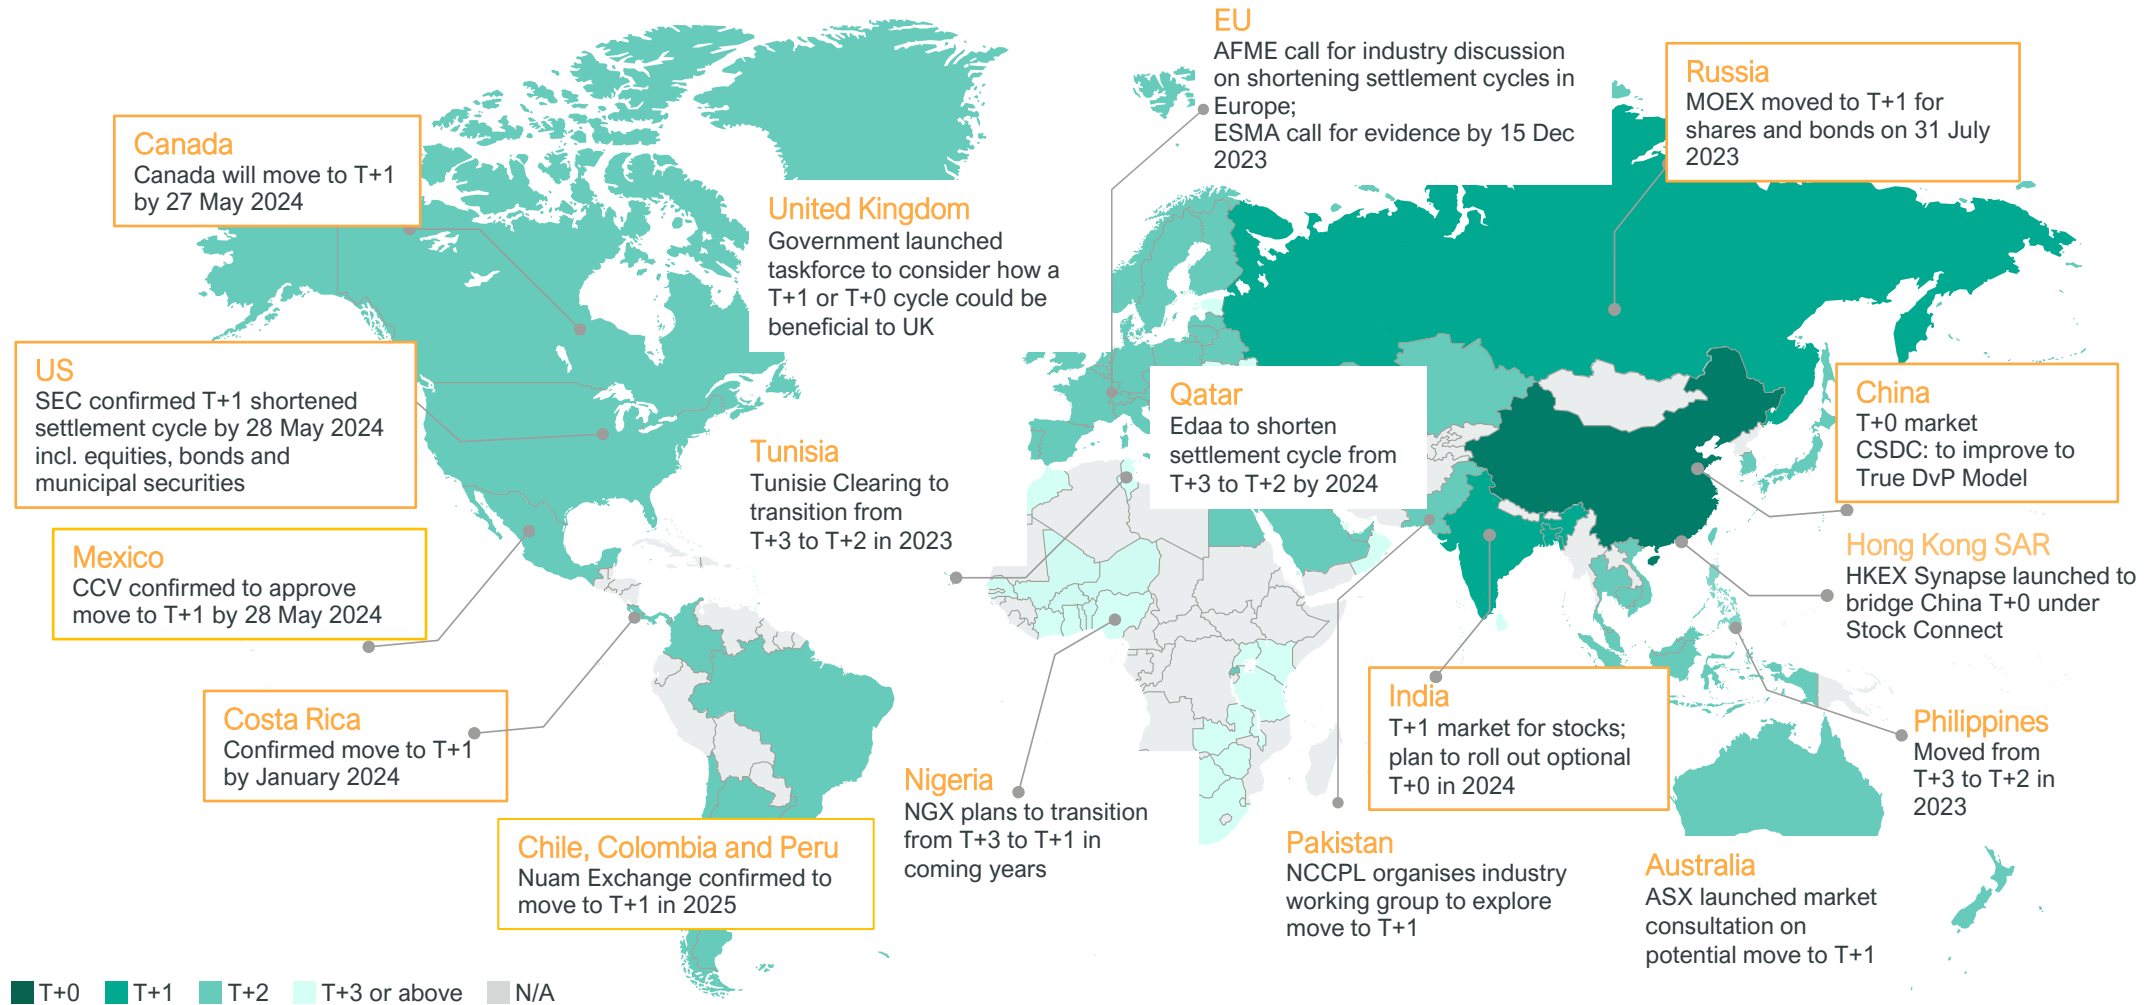 EU
AFME call for industry discussion
on shortening settlement cycles in
Europe;
ESMA call for evidence by 15 Dec
2023
Russia
MOEX moved to T+1 for
shares and bonds on 31 July
2023
Canada
Canada will move to T+1
by 27 May 2024
United Kingdom
Government launched
taskforce to consider how a
T+1 or T+0 cycle could be
beneficial to UK
US
SEC confirmed T+1 shortened
settlement cycle by 28 May 2024
incl. equities, bonds and
municipal securities
Qatar
Edaa to shorten
settlement cycle from
T+3 to T+2 by 2024
China
T+0 market
CSDC: to improve to
True DvP Model
Tunisia
Tunisie Clearing to
transition from
T+3 to T+2 in 2023
Mexico
CCV confirmed to approve
move to T+1 by 28 May 2024
Hong Kong SAR
HKEX Synapse launched to
bridge China T+0 under
Stock Connect
Costa Rica
Confirmed move to T+1
by January 2024
India
T+1 market for stocks;
plan to roll out optional
T+0 in 2024
Philippines
Moved from
T+3 to T+2 in
2023
Nigeria
NGX plans to transition
from T+3 to T+1 in
coming years
Chile, Colombia and Peru
Nuam Exchange confirmed to
move to T+1 in 2025
Pakistan
NCCPL organises industry
working group to explore
move to T+1
Australia
ASX launched market
consultation on
potential move to T+1
T+0
T+1
T+2
T+3 or above
N/A